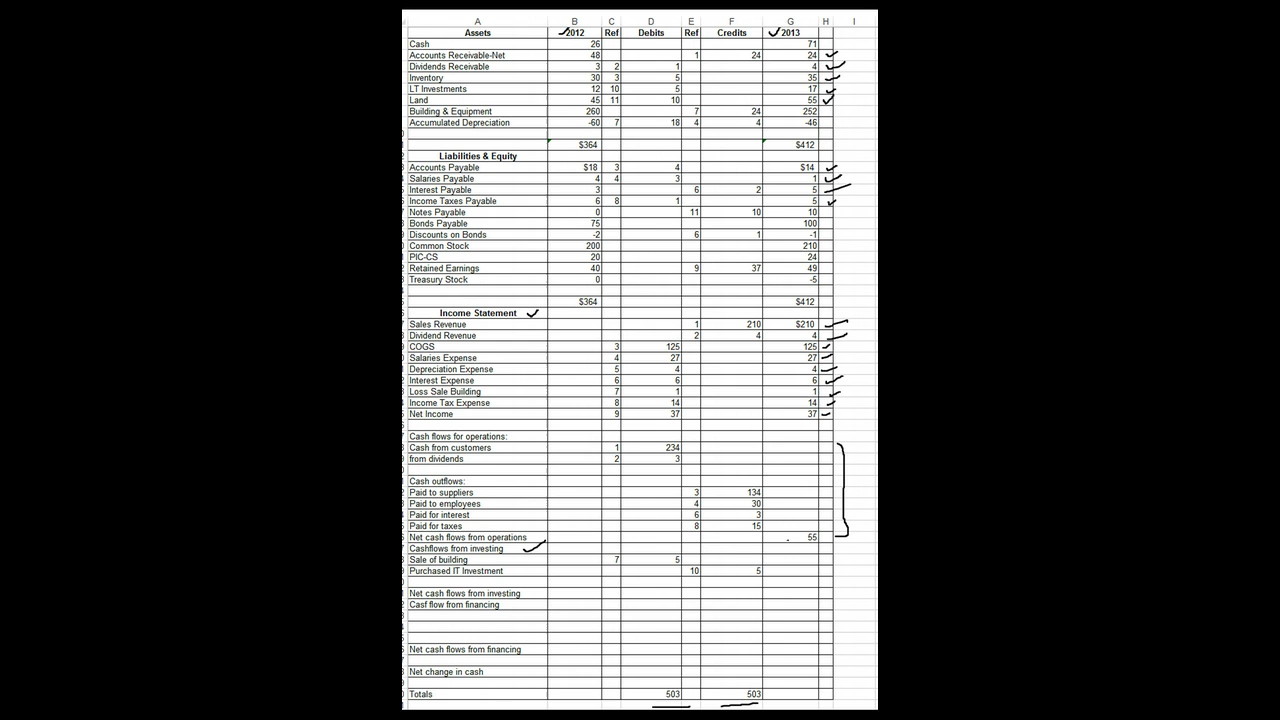 A B C D E F G H I
Assets 2012 Ref Debits Ref Credits 2013
Cash 26 71
Accounts Receivable-Net 48 1 24 24
Dividends Receivable 3 2 1 4
Inventory 30 3 5 35
LT Investments 12 10 5 17
Land 45 11 10 55
Building & Equipment 260 7 24 252
Accumulated Depreciation -60 7 18 4 4 -46
$364 $412
Liabilities & Equity
Accounts Payable $18 3 4 $14
Salaries Payable 4 4 3 1
Interest Payable 3 6 2 5
Income Taxes Payable 6 8 1 5
Notes Payable 0 11 10 10
Bonds Payable 75 100
Discounts on Bonds -2 6 1 -1
Common Stock 200 210
PIC-CS 20 24
Retained Earnings 40 9 37 49
Treasury Stock 0 -5
$364 $412
Income Statement
Sales Revenue 1 210 $210
Dividend Revenue 2 4 4
COGS 3 125 125
Salaries Expense 4 27 27
Depreciation Expense 5 4 4
Interest Expense 6 6 6
Loss Sale Building 7 1 1
Income Tax Expense 8 14 14
Net Income 9 37 37
Cash flows for operations:
Cash from customers 1 234
from dividends 2 3
Cash outflows:
Paid to suppliers 3 134
Paid to employees 4 30
Paid for interest 6 3
Paid for taxes 8 15
Net cash flows from operations 55
Cashflows from investing
Sale of building 7 5
Purchased IT Investment 10 5
Net cash flows from investing
Casf flow from financing
Net cash flows from financing
Net change in cash
Totals 503 503